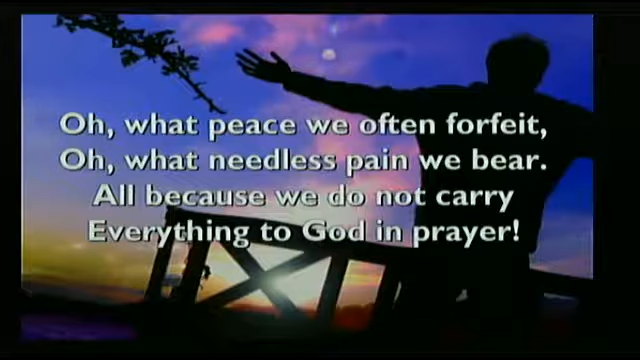 Oh, what peace we often forfeit,
Oh, what needless pain we bear.
All because we do not carry
Everything to God in prayer!